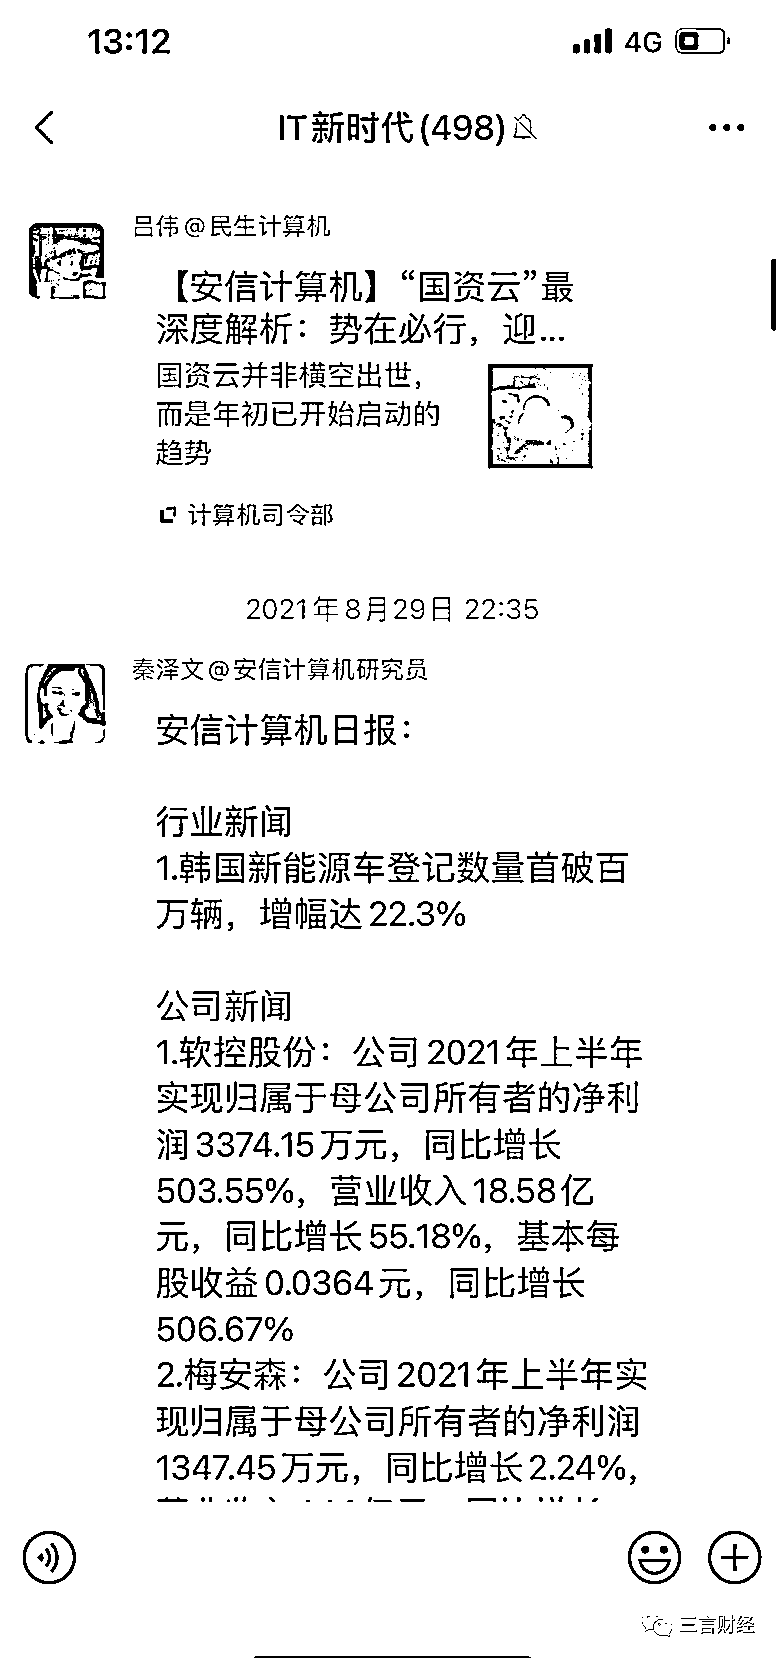 13:12
4G
IT新时代(498)
吕伟@民生计算机
【安信计算机】“国资云”最
深度解析：势在必行，迎...
国资云并非横空出世，
而是年初已开始启动的
趋势
计算机司令部
2021年8月29日 22:35
秦泽文@安信计算机研究员
安信计算机日报：
行业新闻
1.韩国新能源车登记数量首破百
万辆，增幅达22.3%
公司新闻
1.软控股份：公司2021年上半年
实现归属于母公司所有者的净利
润3374.15万元，同比增长
503.55%，营业收入18.58亿
元，同比增长55.18%，基本每
股收益0.0364元，同比增长
506.67%
2.梅安森：公司2021年上半年实
现归属于母公司所有者的净利润
1347.45万元，同比增长2.24%，
三言财经